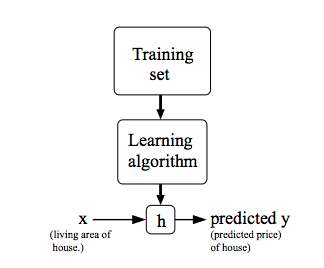 Training
set
Learning
algorithm
x
(living area of
house.)
h
predicted y
(predicted price)
of house)